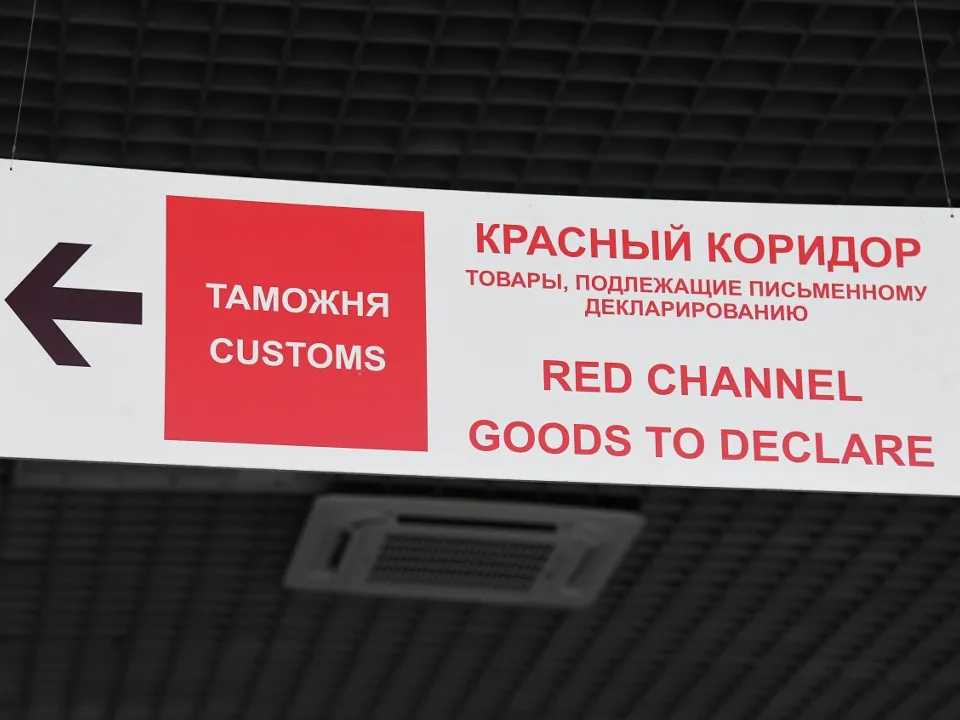 ТАМОЖНЯ
CUSTOMS
КРАСНЫЙ КОРИДОР
ТОВАРЫ, ПОДЛЕЖАЩИЕ ПИСЬМЕННОМУ
ДЕКЛАРИРОВАНИЮ
RED CHANNEL
GOODS TO DECLARE